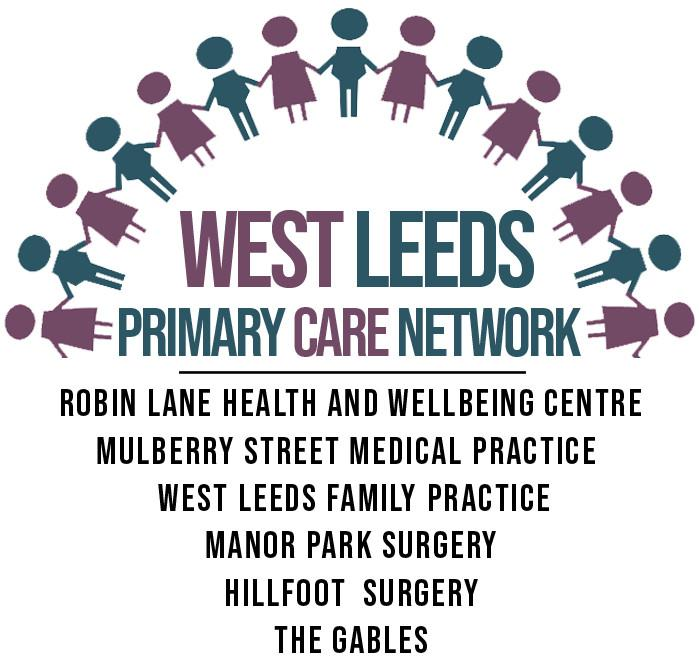 WEST LEEDS
PRIMARY CARE NETWORK
ROBIN LANE HEALTH AND WELLBEING CENTRE
MULBERRY STREET MEDICAL PRACTICE
WEST LEEDS FAMILY PRACTICE
MANOR PARK SURGERY
HILLFOOT SURGERY
THE GABLES